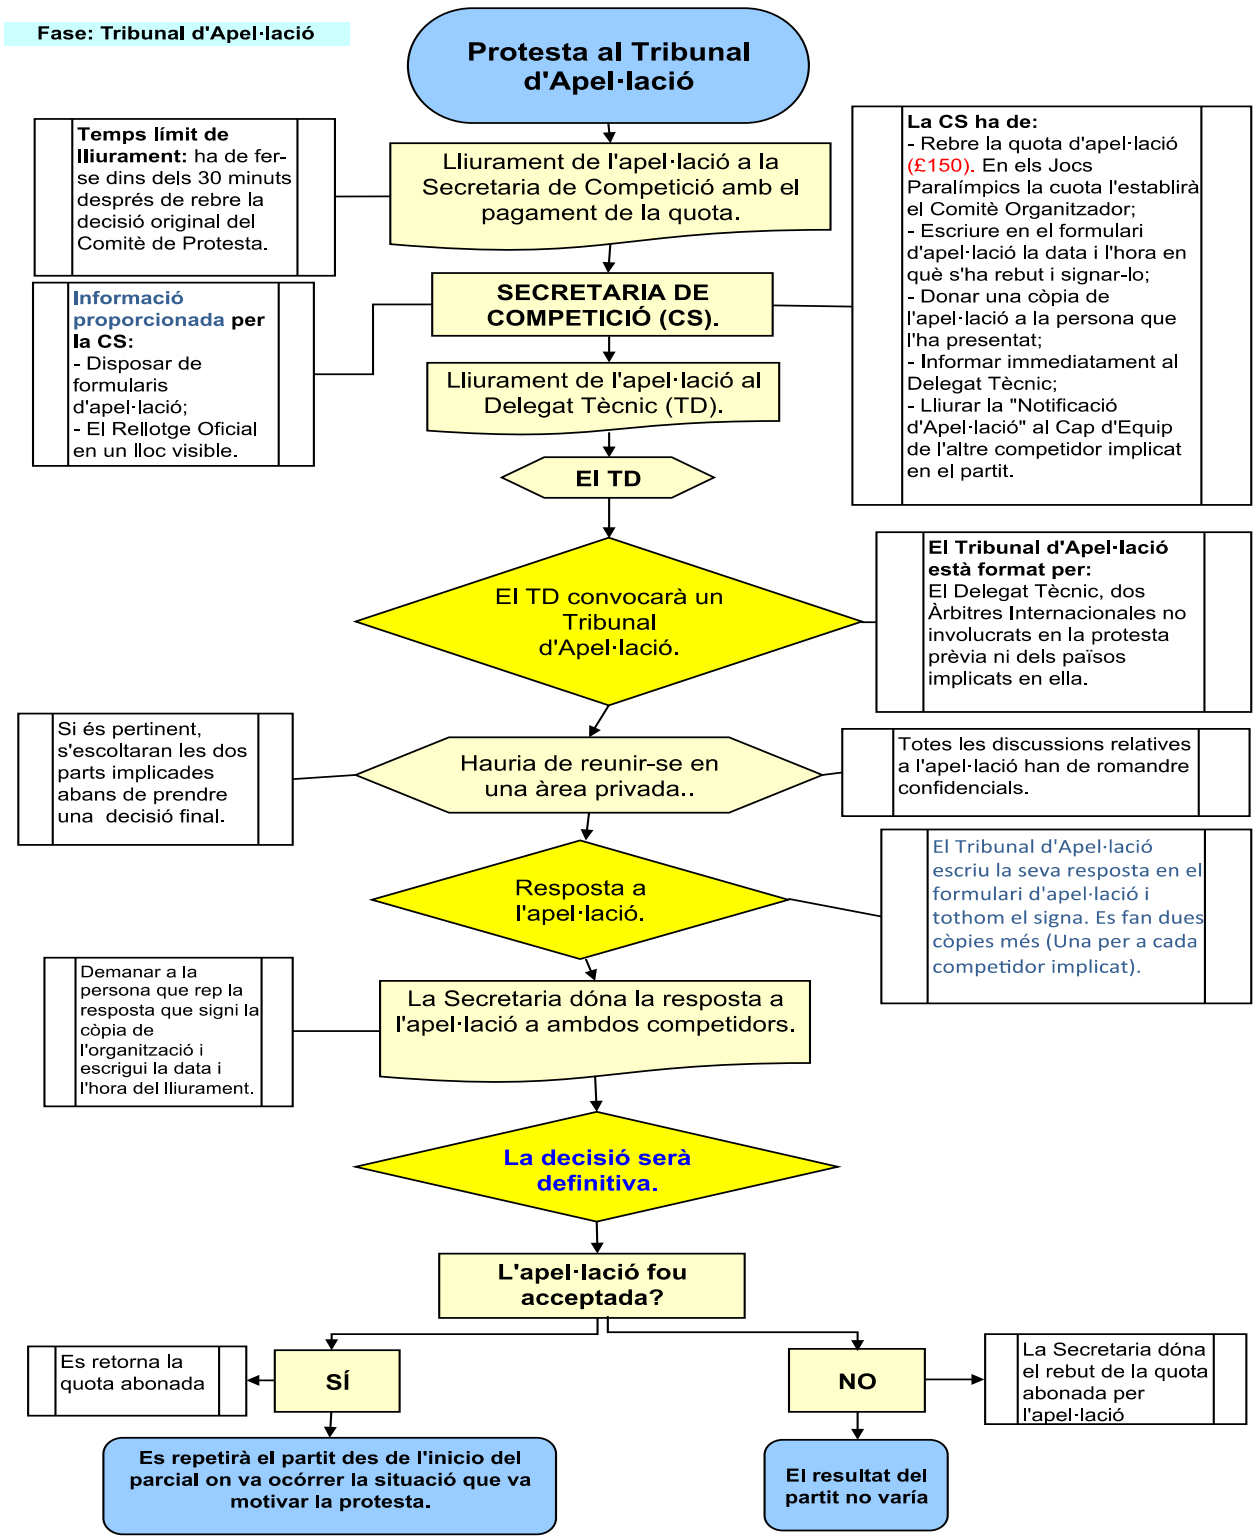 Fase: Tribunal d'Apel·lació
Protesta al Tribunal
d'Apel·lació
Temps límit de
lliurament: ha de fer-
se dins dels 30 minuts
després de rebre la
decisió original del
Comitè de Protesta.
Lliurament de l'apel·lació a la
Secretaria de Competició amb el
pagament de la quota.
La CS ha de:
- Rebre la quota d'apel·lació
(£150). En els Jocs
Paralímpics la cuota l'establirà
el Comitè Organitzador;
- Escriure en el formulari
d'apel·lació la data i l'hora en
què s'ha rebut i signar-lo;
- Donar una còpia de
l'apel·lació a la persona que
l'ha presentat;
- Informar immediatament al
Delegat Tècnic;
- Lliurar la "Notificació
d'Apel·lació" al Cap d'Equip
de l'altre competidor implicat
en el partit.
Informació
proporcionada per
la CS:
- Disposar de
formularis
d'apel·lació;
- El Rellotge Oficial
en un lloc visible.
SECRETARIA DE
COMPETICIÓ (CS).
Lliurament de l'apel·lació al
Delegat Tècnic (TD).
El TD
El TD convocarà un
Tribunal
d'Apel·lació.
El Tribunal d'Apel·lació
està format per:
El Delegat Tècnic, dos
Àrbitres Internacionales no
involucrats en la protesta
prèvia ni dels països
implicats en ella.
Si és pertinent,
s'escoltaran les dos
parts implicades
abans de prendre
una decisió final.
Hauria de reunir-se en
una àrea privada..
Totes les discussions relatives
a l'apel·lació han de romandre
confidencials.
Resposta a
l'apel·lació.
El Tribunal d'Apel·lació
escriu la seva resposta en el
formulari d'apel·lació i
tothom el signa. Es fan dues
còpies més (Una per a cada
competidor implicat).
Demanar a la
persona que rep la
resposta que signi la
còpia de
l'organització i
escrigui la data i
l'hora del lliurament.
La Secretaria dóna la resposta a
l'apel·lació a ambdos competidors.
La decisió serà
definitiva.
L'apel·lació fou
acceptada?
Es retorna la
quota abonada
SÍ
NO
La Secretaria dóna
el rebut de la quota
abonada per
l'apel·lació
Es repetirà el partit des de l'inicio del
parcial on va ocórrer la situació que va
motivar la protesta.
El resultat del
partit no varía